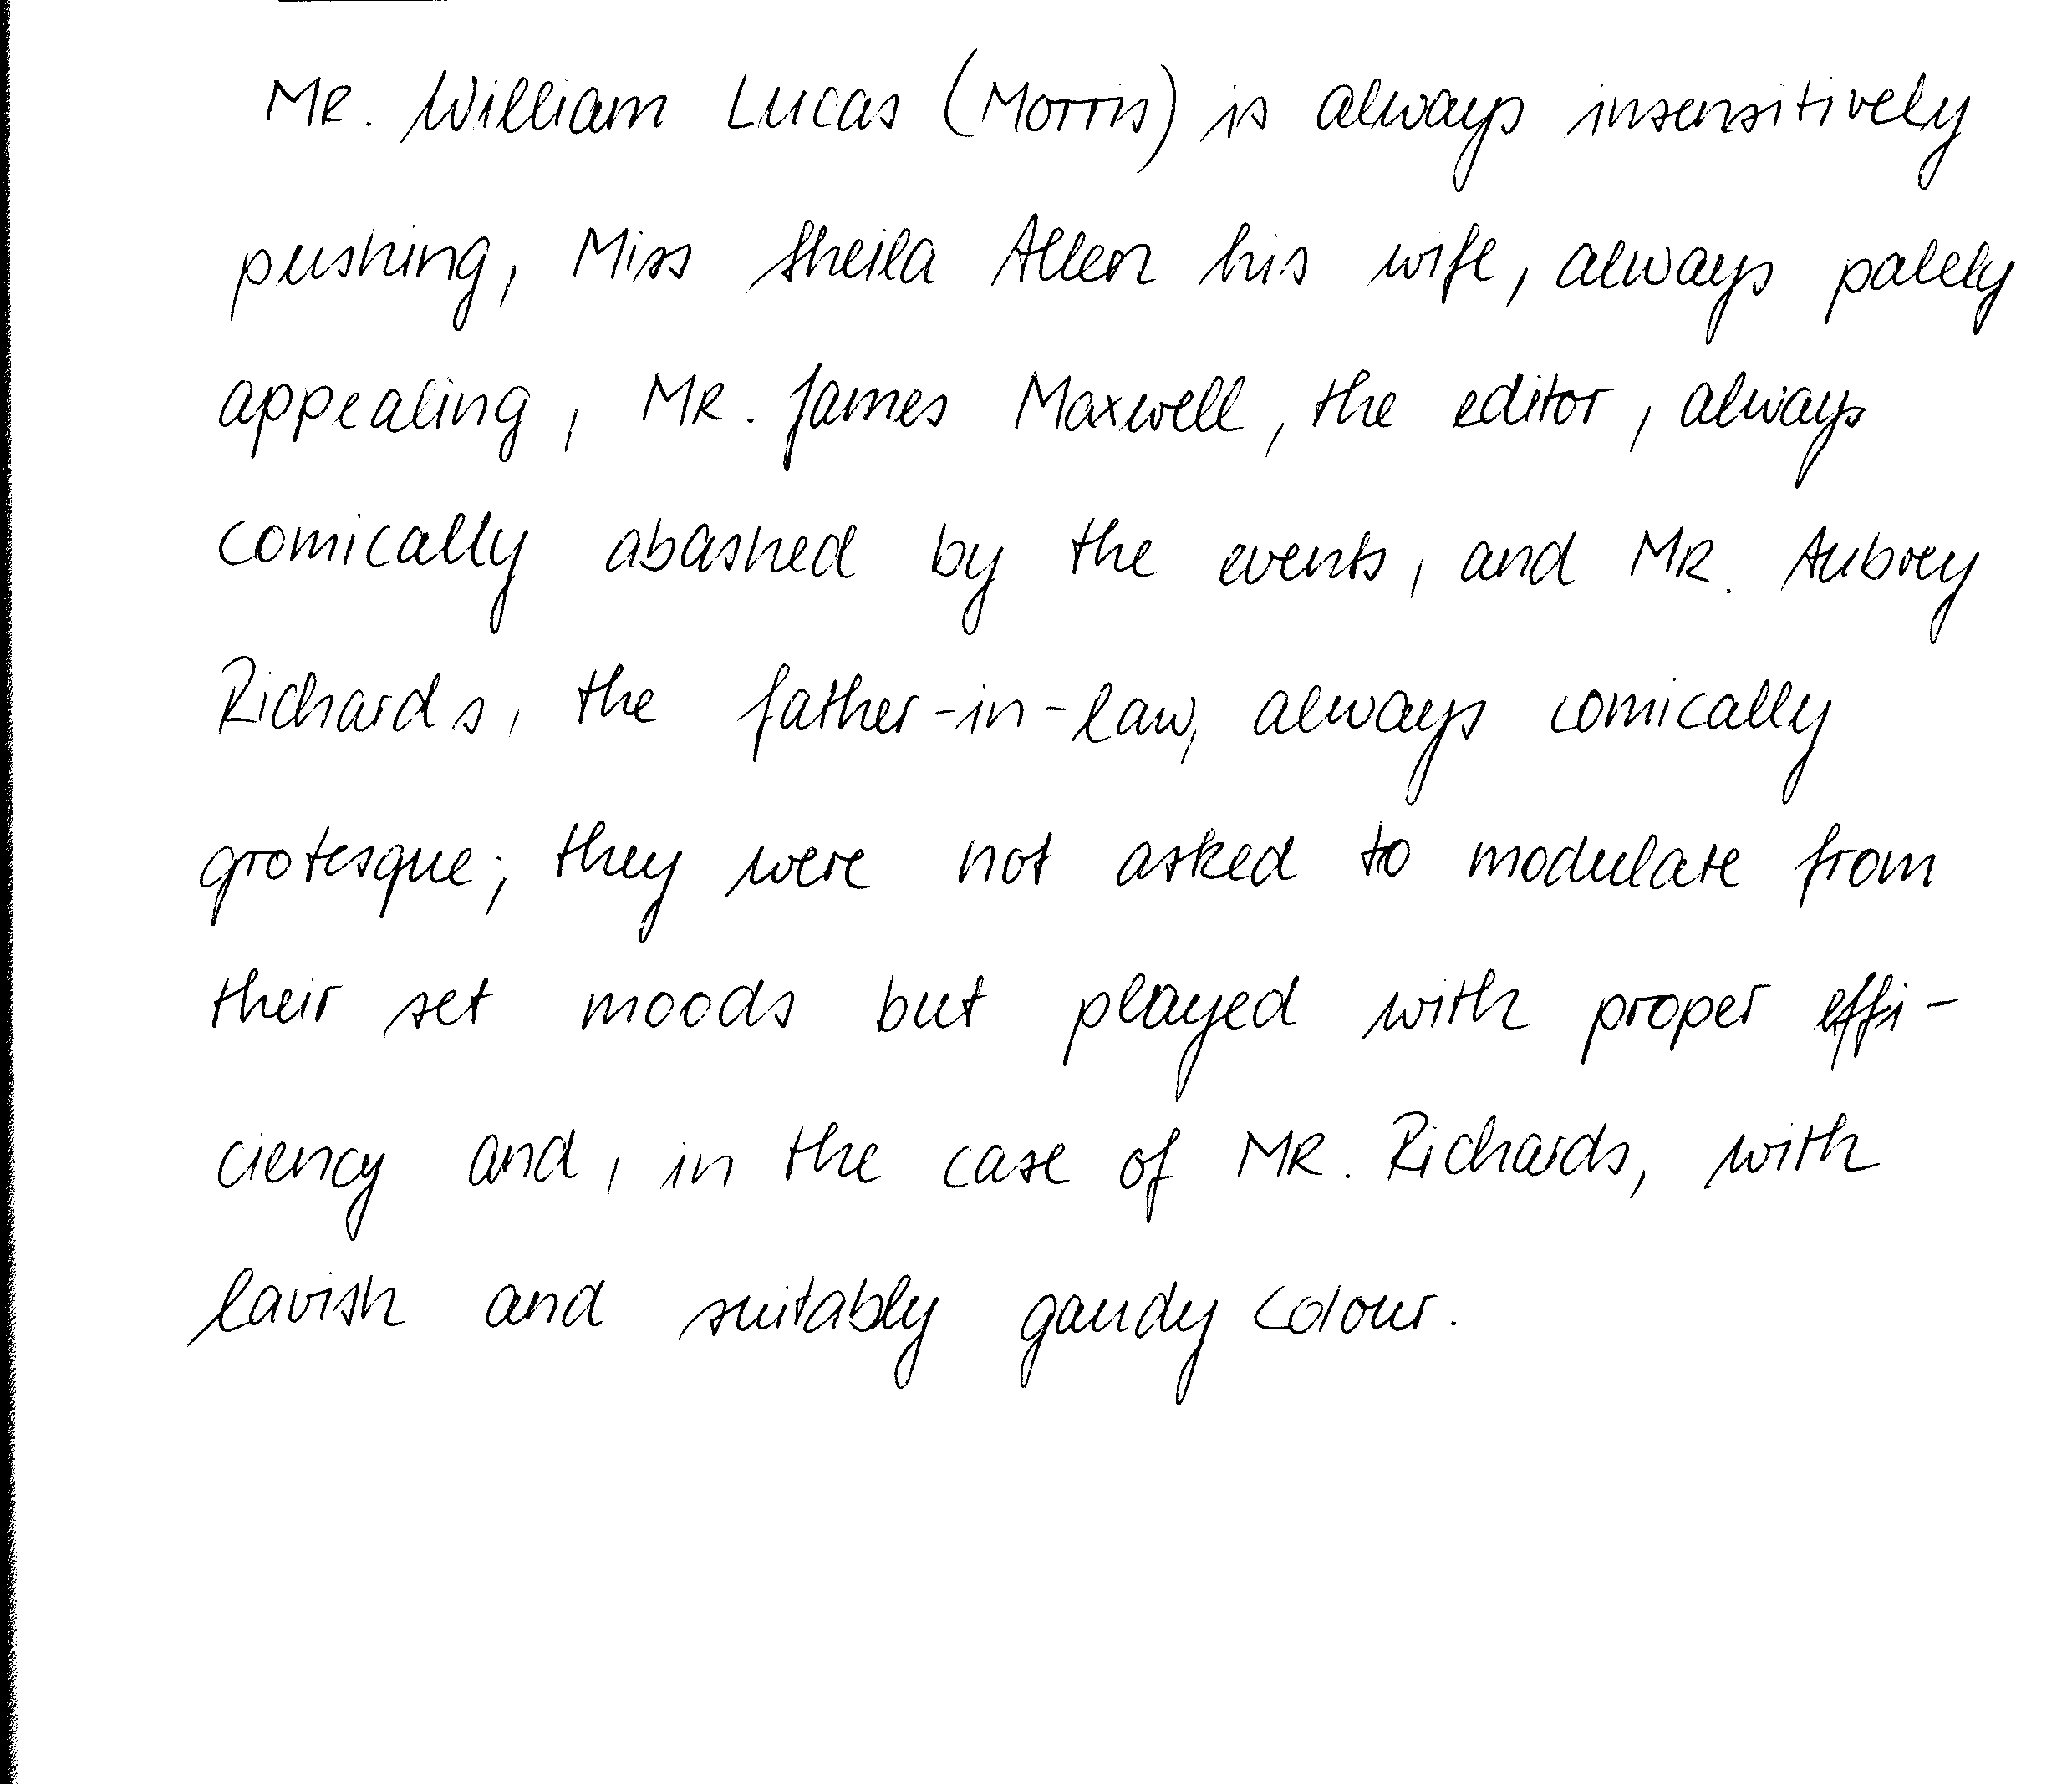 Mr. William Lucas (Morris) is always insensitively
pushing, Miss Sheila Allen his wife, always palely
appealing, Mr. James Maxwell, the editor, always
comically abashed by the events, and Mr. Aubrey
Richards, the father-in-law, always comically
grotesque; they were not asked to modulate from
their set moods but played with proper effi-
ciency and, in the case of Mr. Richards, with
lavish and suitably gaudy colour.